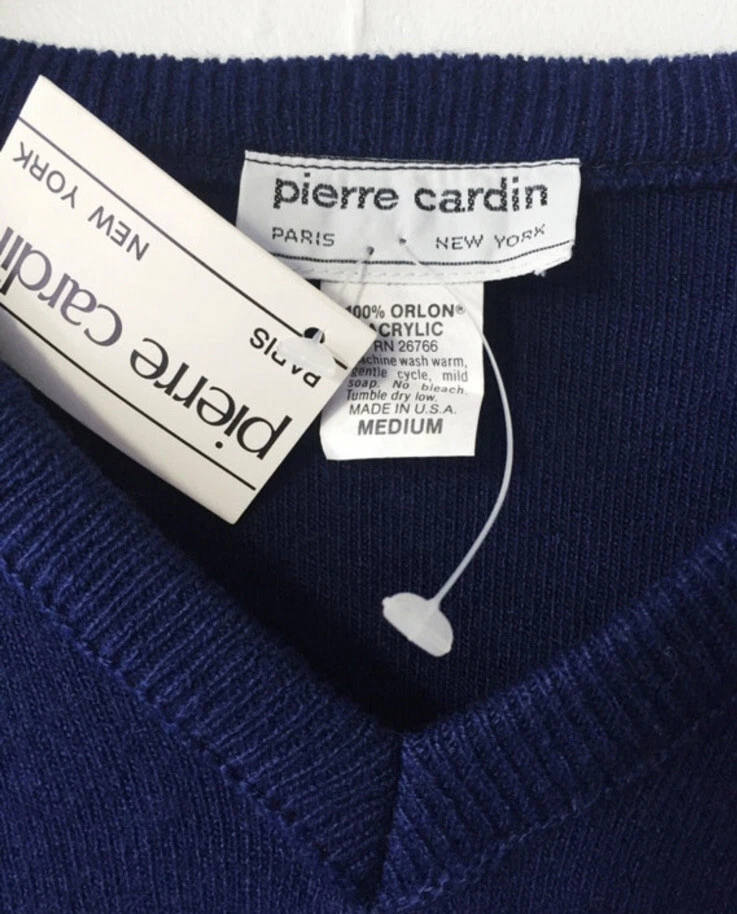 pierre cardin
PARIS NEW YORK
100% ORLON®
ACRYLIC
RN 26766
machine wash warm,
gentle cycle, mild
soap. No bleach.
Tumble dry low.
MADE IN U.S.A.
MEDIUM
pierre cardin
PARIS NEW YORK